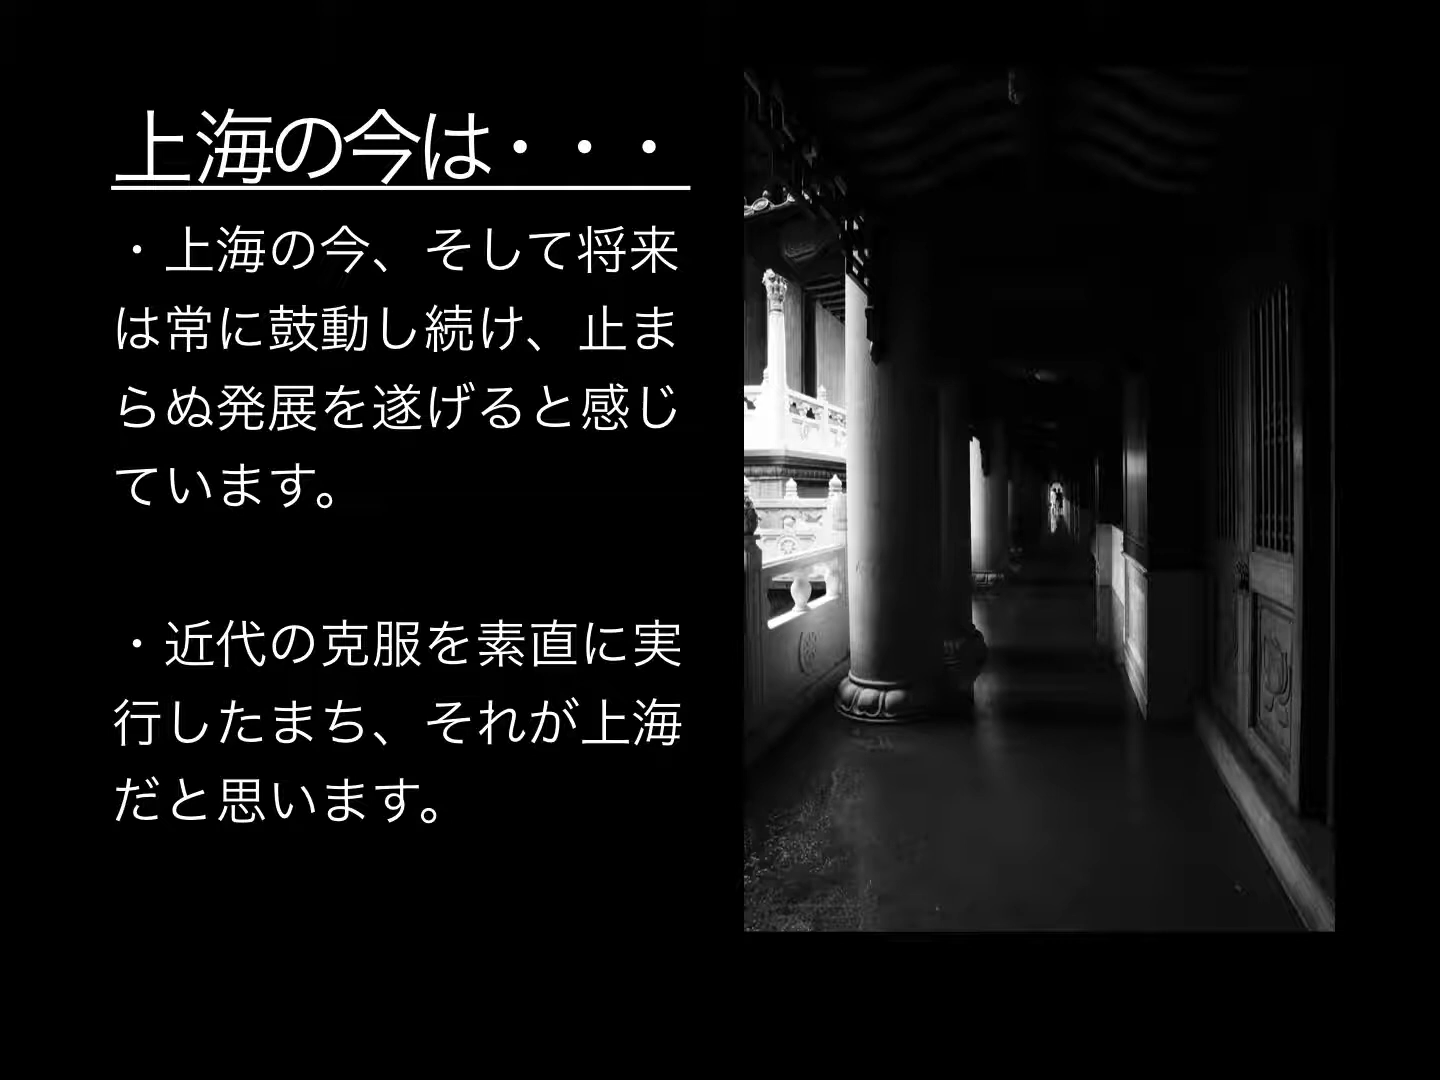 上海の今は・・・
・上海の今、そして将来
は常に鼓動し続け、止ま
らぬ発展を遂げると感じ
ています。
・近代の克服を素直に実
行したまち、それが上海
だと思います。